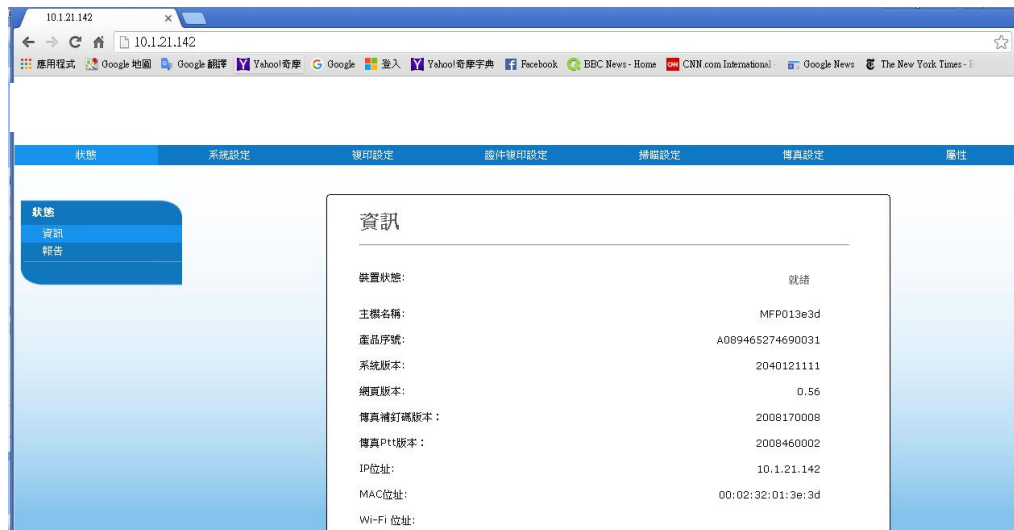 10.1.21.142
10.1.21.142
應用程式 Google 地圖 Google 翻譯 Yahoo!奇摩 Google 登入 Yahoo!奇摩字典 Facebook BBC News - Home CNN.com International - Google News The New York Times - B
狀態 系統設定 複印設定 證件複印設定 掃瞄設定 傳真設定 屬性
狀態
資訊
報告
資訊
裝置狀態: 就緒
主機名稱: MFP013e3d
產品序號: A089465274690031
系統版本: 2040121111
網頁版本: 0.56
傳真補釘碼版本： 2008170008
傳真Ptt版本： 2008460002
IP位址: 10.1.21.142
MAC位址: 00:02:32:01:3e:3d
Wi-Fi 位址: